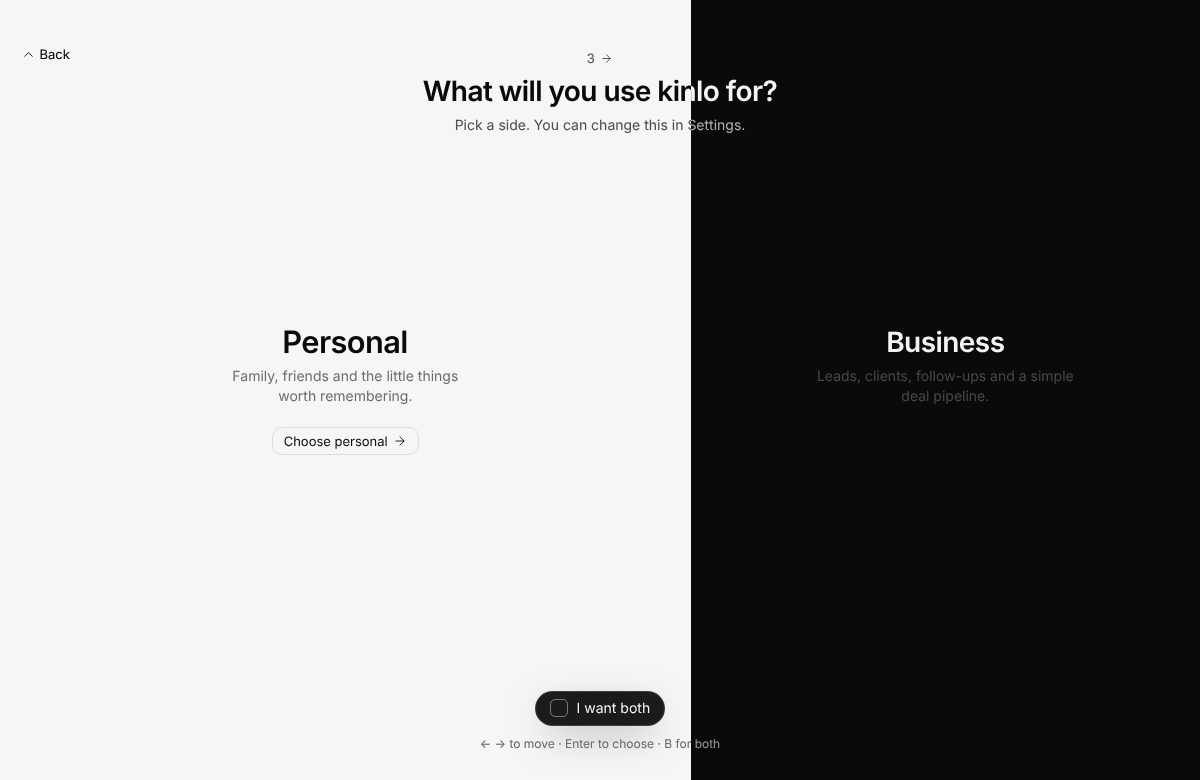 Back
3 →
What will you use kinlo for?
Pick a side. You can change this in Settings.
Personal
Family, friends and the little things
worth remembering.
Choose personal →
Business
Leads, clients, follow-ups and a simple
deal pipeline.
I want both
← → to move · Enter to choose · B for both